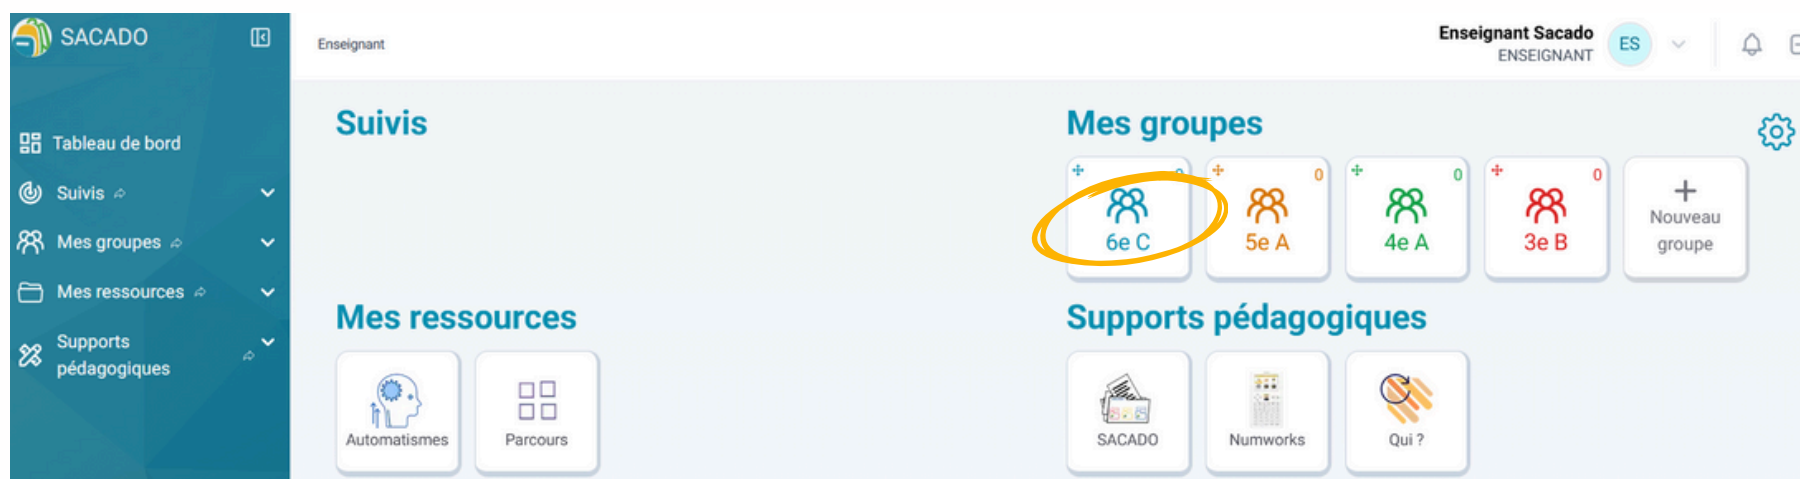 SACADO
Tableau de bord
Suivis
Mes groupes
Mes ressources
Supports
pédagogiques
Enseignant
Enseignant Sacado
ENSEIGNANT
ES
Suivis
Mes groupes
0
6e C
0
5e A
0
4e A
0
3e B
+
Nouveau
groupe
Mes ressources
Automatismes
Parcours
Supports pédagogiques
SACADO
Numworks
Qui ?